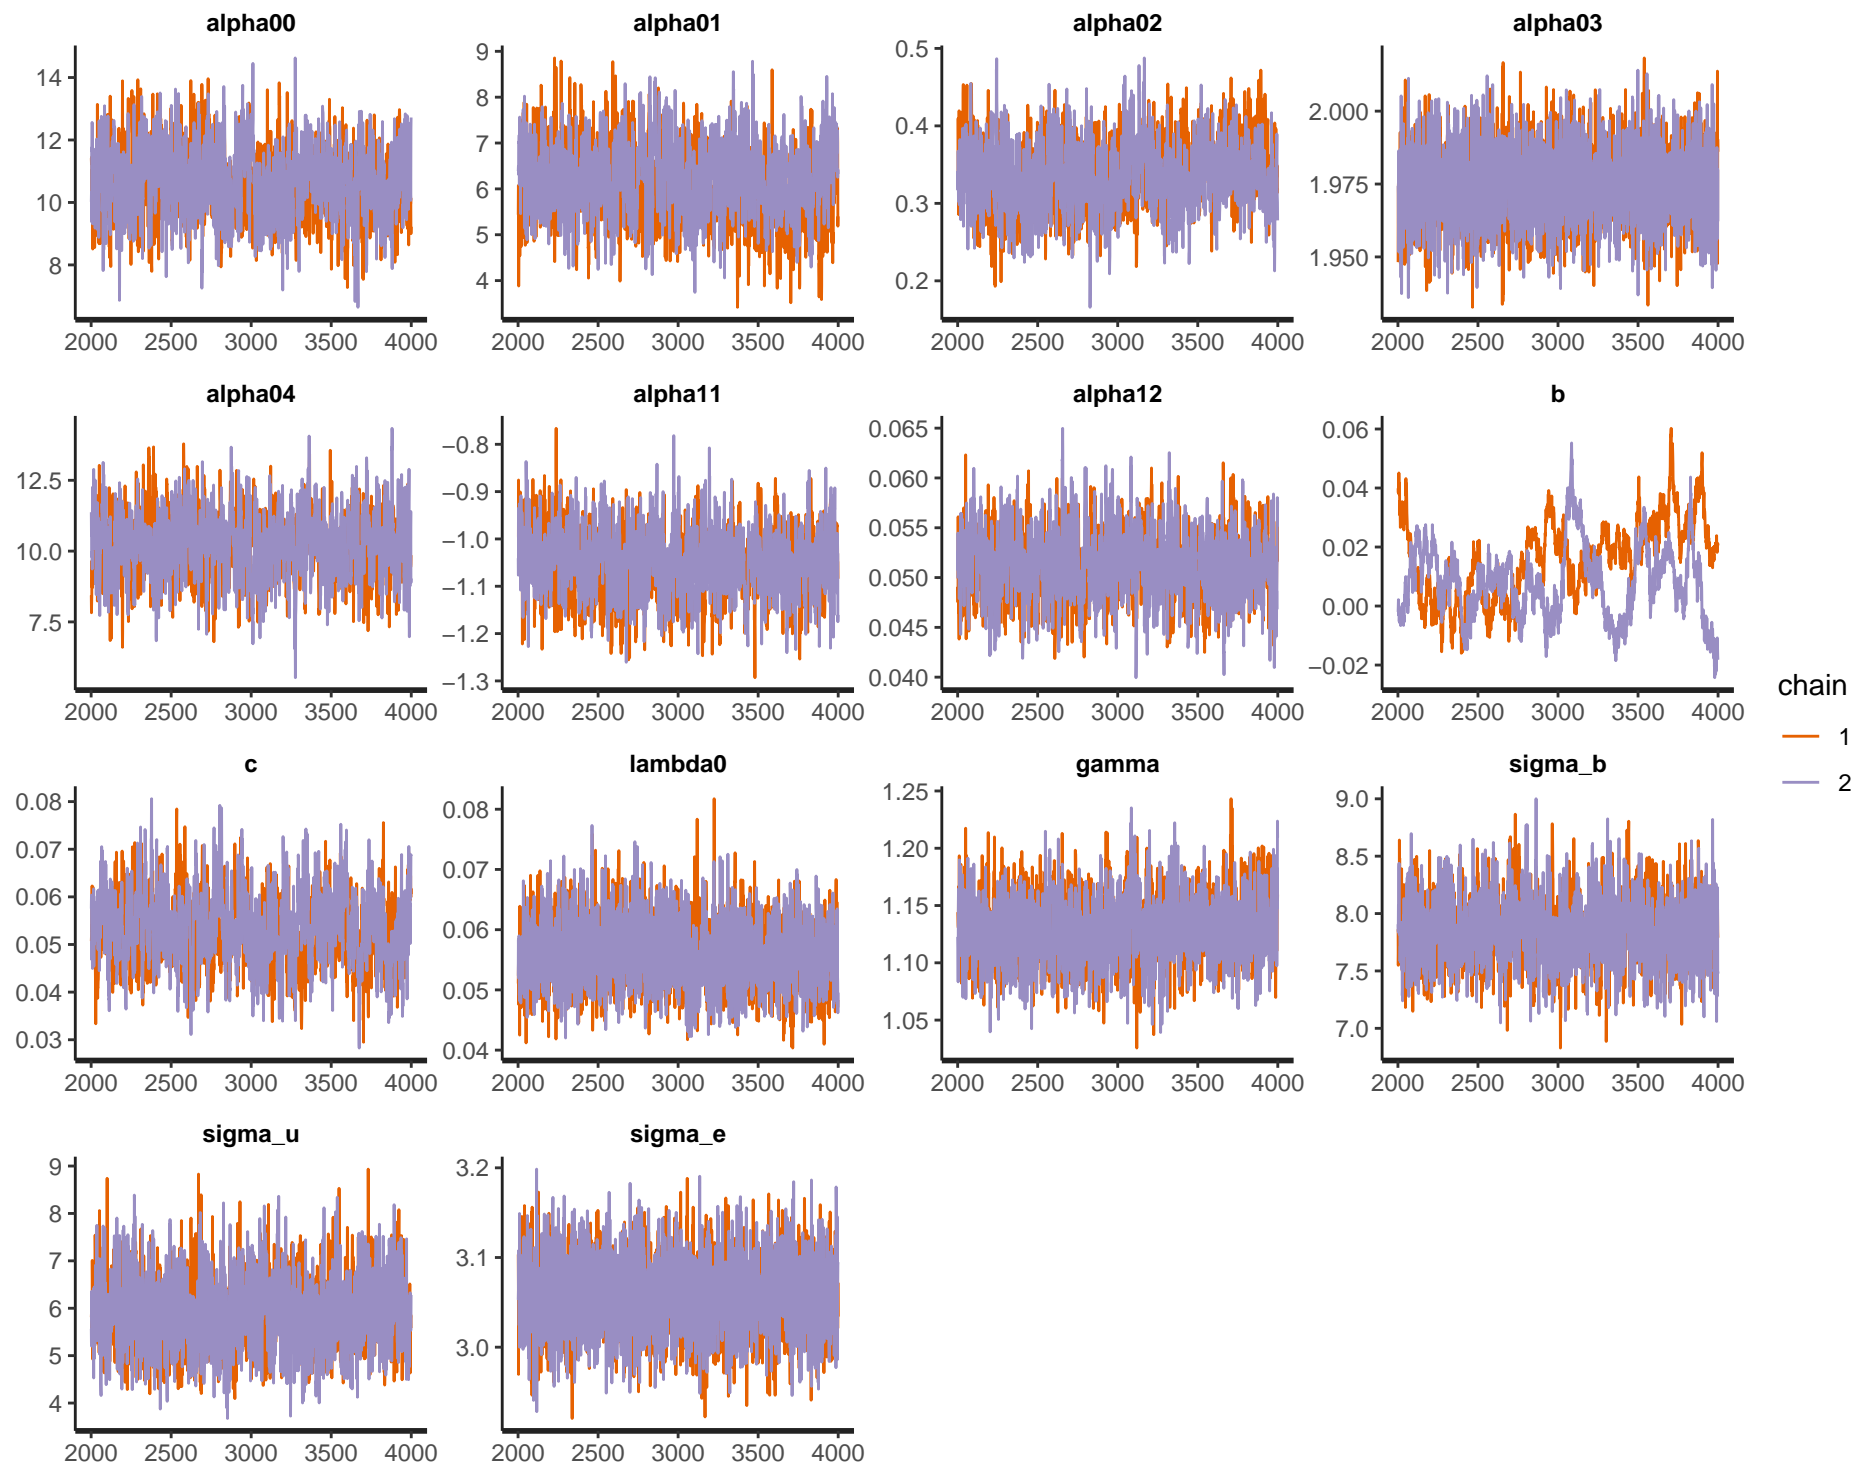 alpha00 alpha01 alpha02 alpha03
14 12 10 8
9 8 7 6 5 4
0.5 0.4 0.3 0.2
2.000 1.975 1.950
2000 2500 3000 3500 4000 2000 2500 3000 3500 4000 2000 2500 3000 3500 4000 2000 2500 3000 3500 4000
alpha04 alpha11 alpha12 b
12.5 10.0 7.5
−0.8 −0.9 −1.0 −1.1 −1.2 −1.3
0.065 0.060 0.055 0.050 0.045 0.040
0.06 0.04 0.02 0.00 −0.02
2000 2500 3000 3500 4000 2000 2500 3000 3500 4000 2000 2500 3000 3500 4000 2000 2500 3000 3500 4000
c lambda0 gamma sigma_b
0.08 0.07 0.06 0.05 0.04 0.03
0.08 0.07 0.06 0.05 0.04
1.25 1.20 1.15 1.10 1.05
9.0 8.5 8.0 7.5 7.0
2000 2500 3000 3500 4000 2000 2500 3000 3500 4000 2000 2500 3000 3500 4000 2000 2500 3000 3500 4000
sigma_u sigma_e
9 8 7 6 5 4
3.2 3.1 3.0
2000 2500 3000 3500 4000 2000 2500 3000 3500 4000
chain
1
2